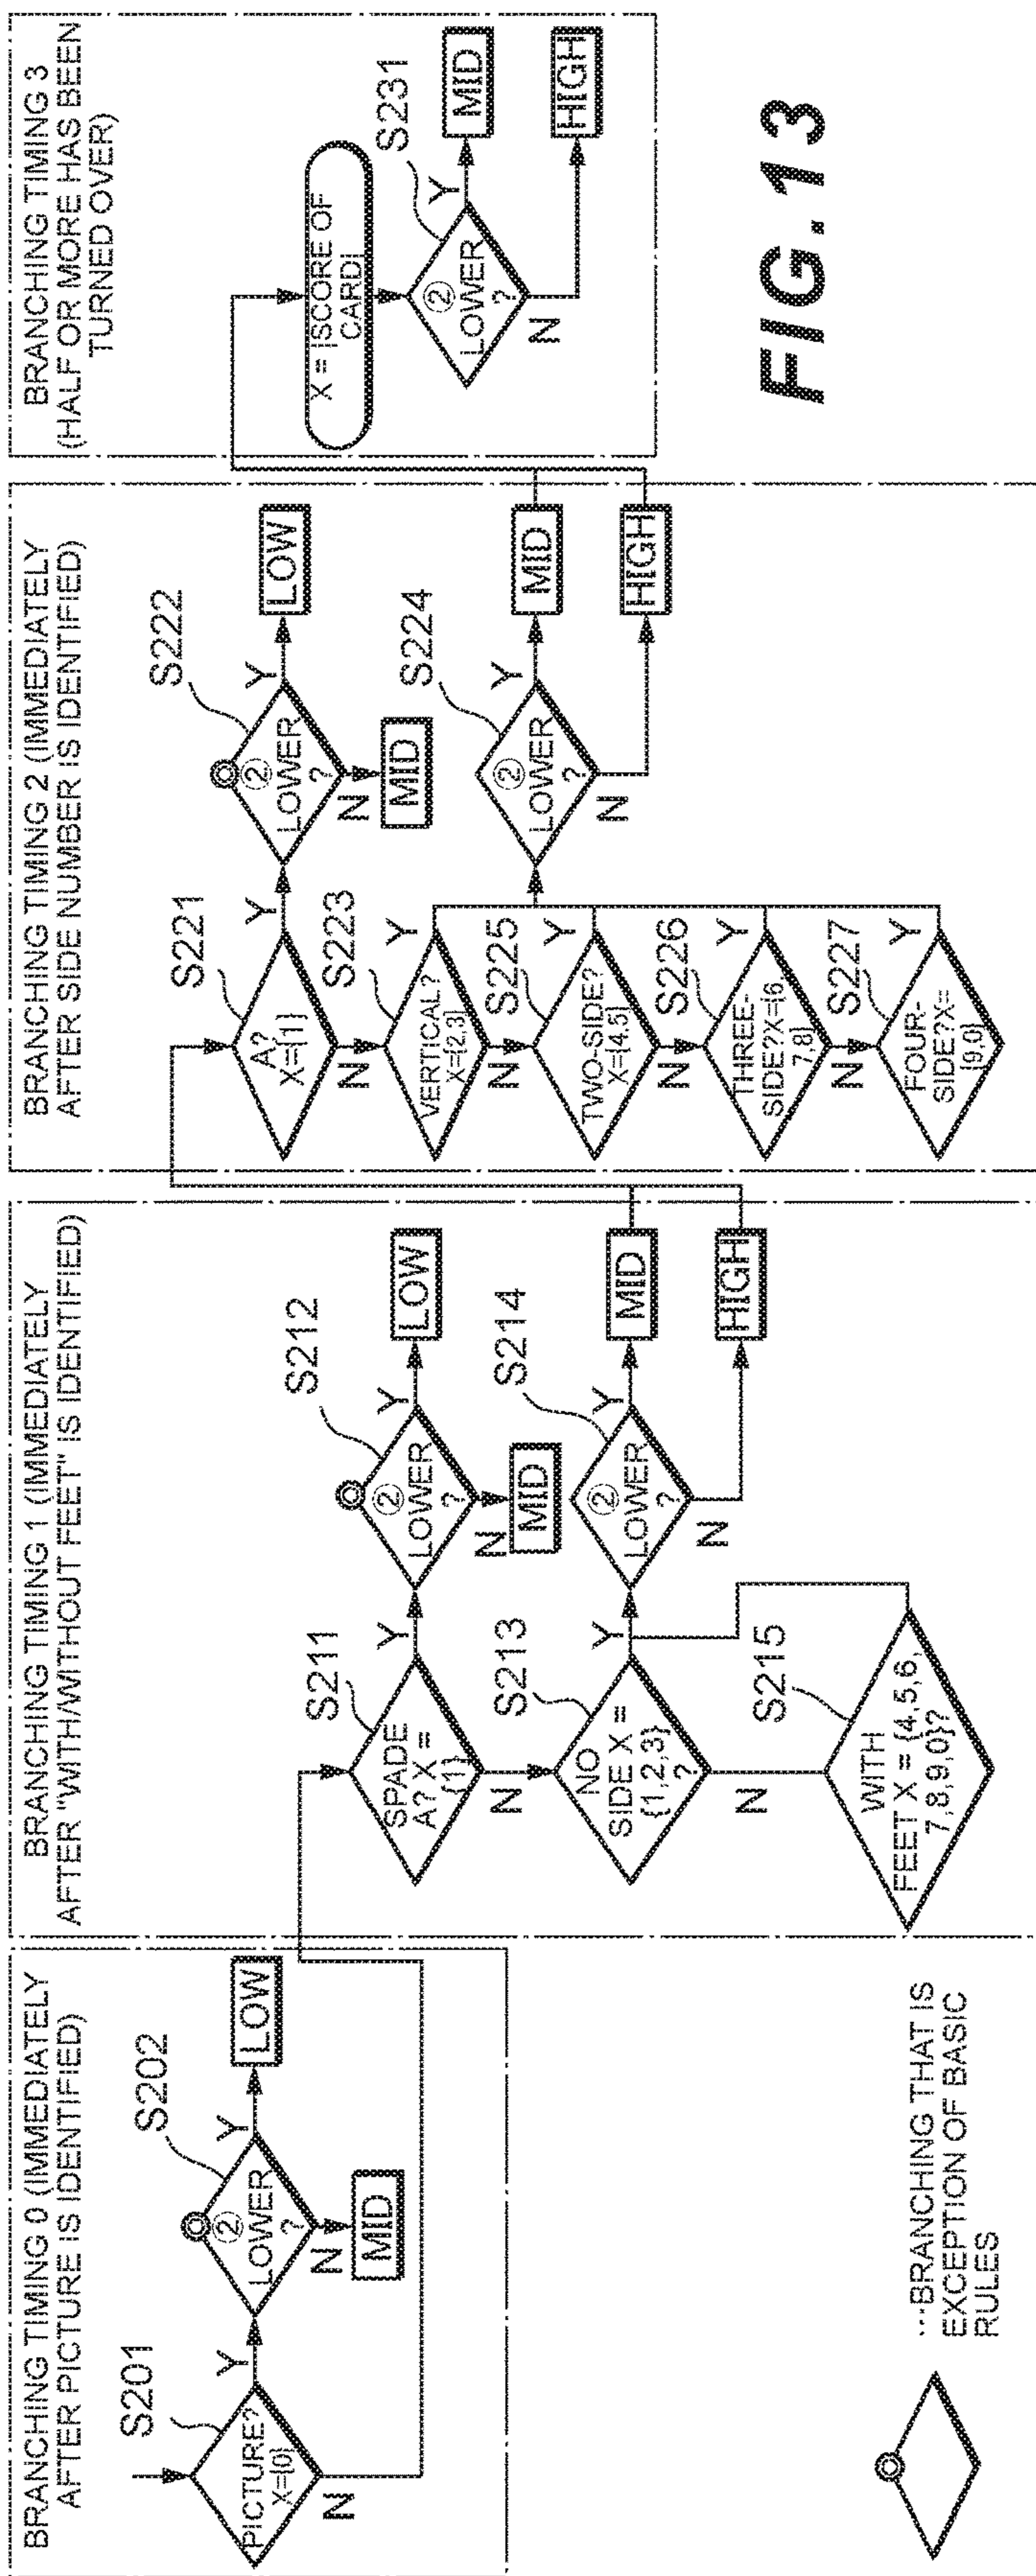 BRANCHING TIMING 0 (IMMEDIATELY
AFTER PICTURE IS IDENTIFIED)
S201
PICTURE?
X={0}
Y
N
S202
②
LOWER
?
Y
LOW
N
MID
BRANCHING TIMING 1 (IMMEDIATELY
AFTER "WITH/WITHOUT FEET" IS IDENTIFIED)
S211
SPADE
A? X =
{1}
Y
N
S212
②
LOWER
?
Y
LOW
N
MID
S213
NO
SIDE X =
{1,2,3}
?
Y
N
S214
②
LOWER
?
Y
MID
N
HIGH
S215
WITH
FEET X = {4,5,6,
7,8,9,0}?
BRANCHING TIMING 2 (IMMEDIATELY
AFTER SIDE NUMBER IS IDENTIFIED)
S221
A?
X={1}
Y
N
S222
②
LOWER
?
Y
LOW
N
MID
S223
VERTICAL?
X={2,3}
Y
N
S224
②
LOWER
?
Y
MID
N
HIGH
S225
TWO-SIDE?
X={4,5}
Y
N
S226
THREE-
SIDE?X={6,
7,8}
Y
N
S227
FOUR-
SIDE?X=
{9,0}
Y
BRANCHING TIMING 3
(HALF OR MORE HAS BEEN
TURNED OVER)
X = |SCORE OF
CARD|
S231
②
LOWER
?
Y
MID
N
HIGH
···BRANCHING THAT IS
EXCEPTION OF BASIC
RULES
FIG. 13